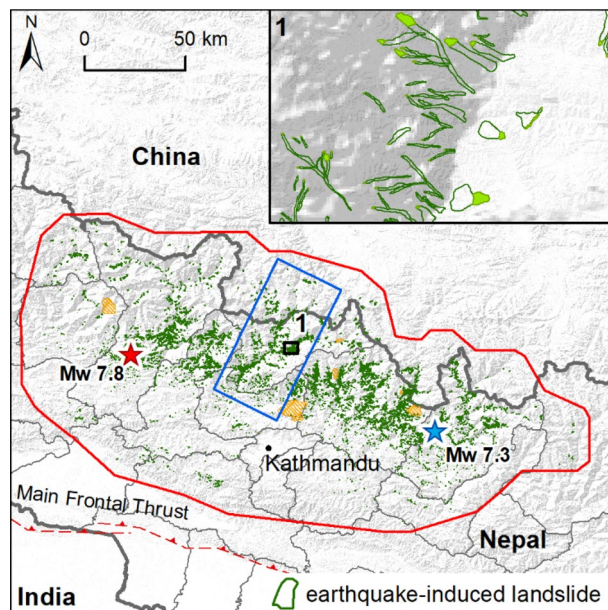 N
0 50 km
1
China
1
Mw 7.8
Kathmandu
Mw 7.3
Main Frontal Thrust
Nepal
India
earthquake-induced landslide